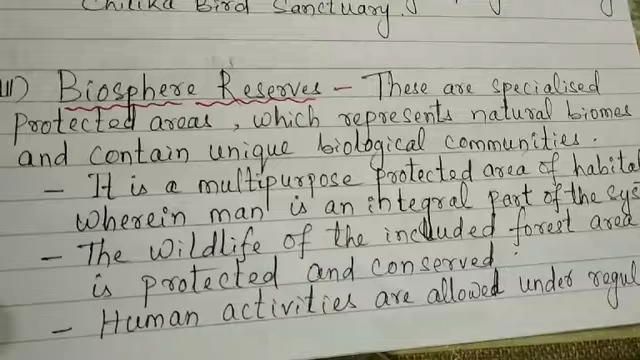 Chilika Bird Sanctuary.
III) Biosphere Reserves - These are specialised
Protected areas, which represents natural biomes
and contain unique biological communities.
- It is a multipurpose protected area of habitat
wherein man is an integral part of the sys
- The wildlife of the included forest area
is protected and conserved.
- Human activities are allowed under regul